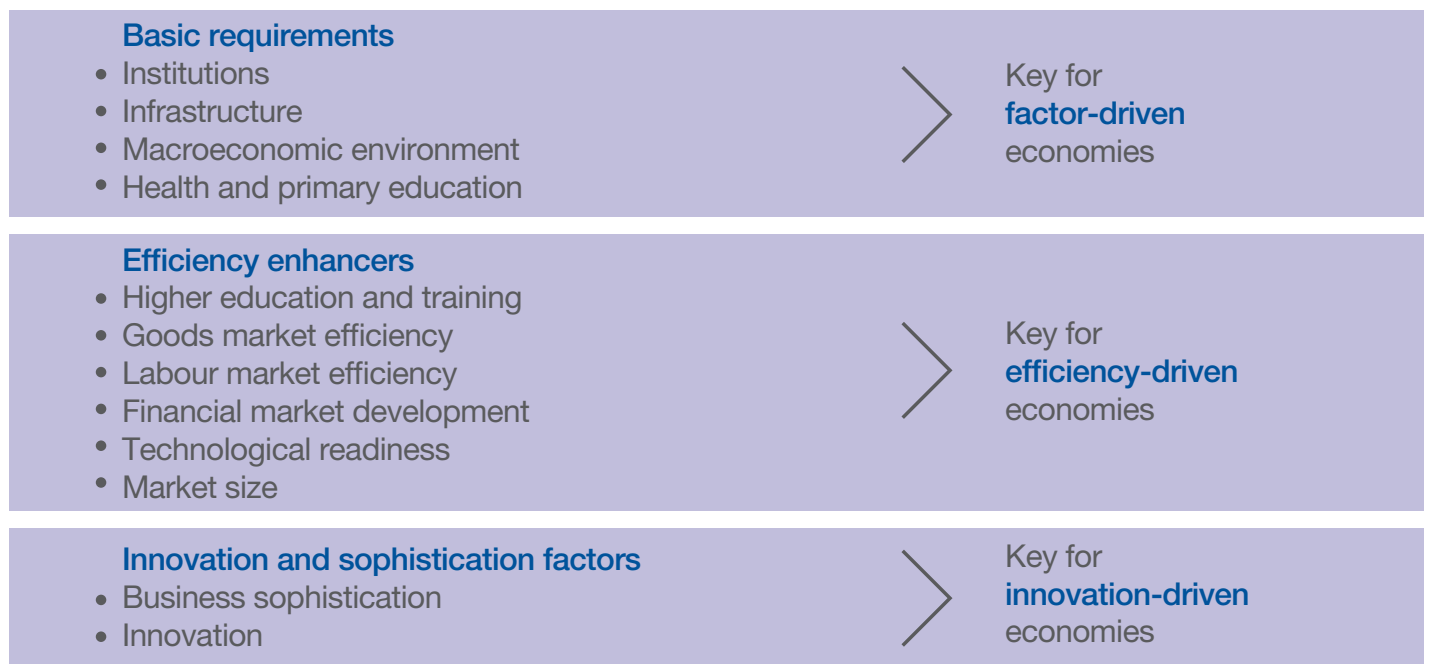 Basic requirements
• Institutions
• Infrastructure
• Macroeconomic environment
• Health and primary education
Key for
factor-driven
economies
Efficiency enhancers
• Higher education and training
• Goods market efficiency
• Labour market efficiency
• Financial market development
• Technological readiness
• Market size
Key for
efficiency-driven
economies
Innovation and sophistication factors
• Business sophistication
• Innovation
Key for
innovation-driven
economies